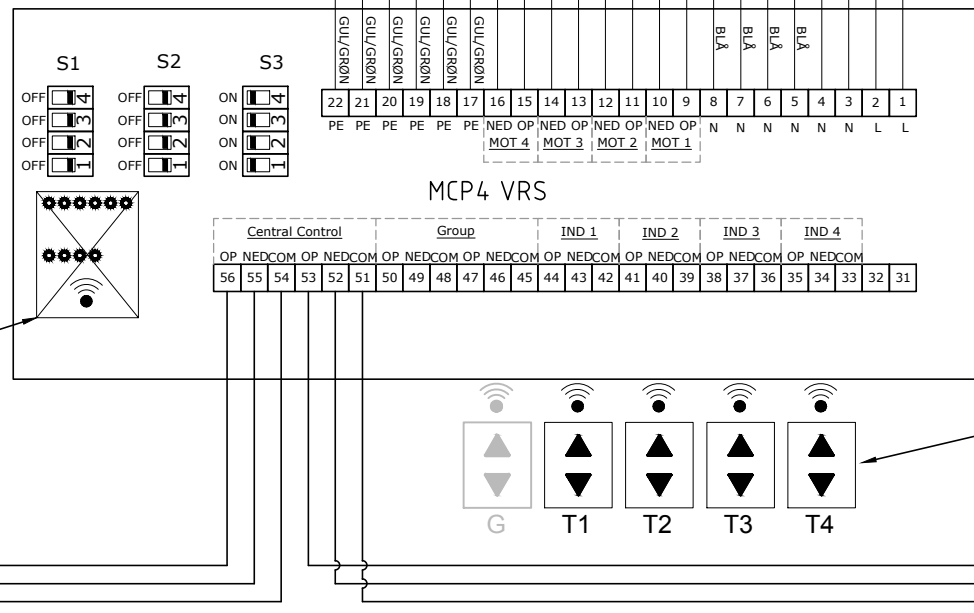 GUL/GRØN GUL/GRØN GUL/GRØN GUL/GRØN GUL/GRØN GUL/GRØN BLÅ BLÅ BLÅ BLÅ
S1 S2 S3
OFF 4 OFF 4 ON 4
OFF 3 OFF 3 ON 3
OFF 2 OFF 2 ON 2
OFF 1 OFF 1 ON 1
22 21 20 19 18 17 16 15 14 13 12 11 10 9 8 7 6 5 4 3 2 1
PE PE PE PE PE PE NED OP NED OP NED OP NED OP N N N N N N L L
MOT 4 MOT 3 MOT 2 MOT 1
MCP4 VRS
Central Control Group IND 1 IND 2 IND 3 IND 4
OP NED COM OP NED COM OP NED COM OP NED COM OP NED COM OP NED COM OP NED COM OP NED COM
56 55 54 53 52 51 50 49 48 47 46 45 44 43 42 41 40 39 38 37 36 35 34 33 32 31
G T1 T2 T3 T4